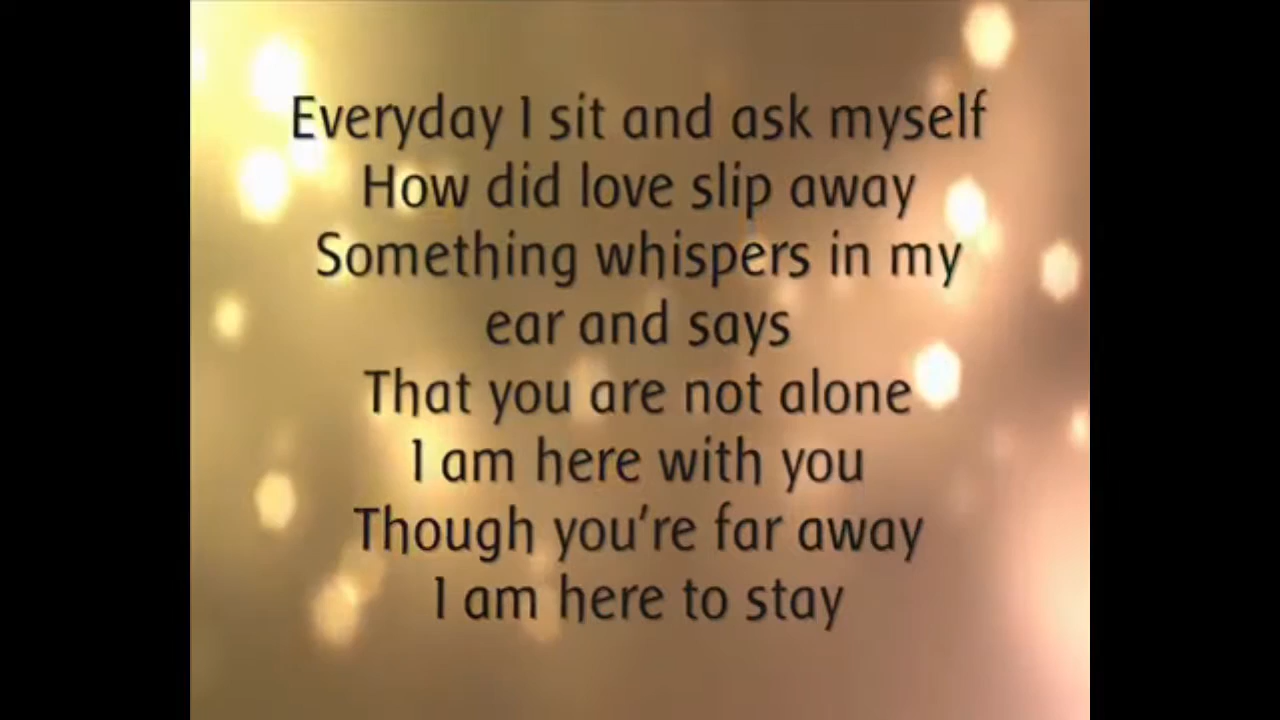 Everyday I sit and ask myself
How did love slip away
Something whispers in my
ear and says
That you are not alone
I am here with you
Though you're far away
I am here to stay